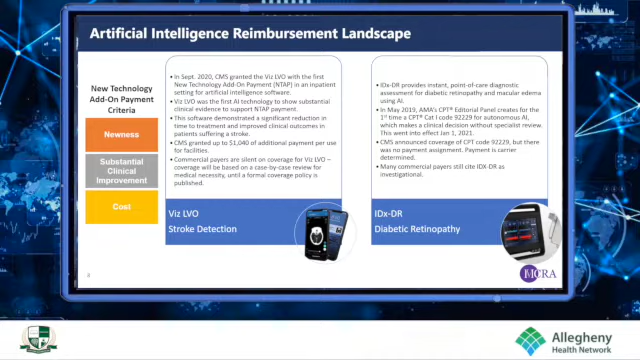 Artificial Intelligence Reimbursement Landscape
New Technology
Add-On Payment
Criteria
Newness
Substantial
Clinical
Improvement
Cost
• In Sept. 2020, CMS granted the Viz LVO with the first
New Technology Add-On Payment (NTAP) in an inpatient
setting for artificial intelligence software.
• Viz LVO was the first AI technology to show substantial
clinical evidence to support NTAP payment.
• This software demonstrated a significant reduction in
time to treatment and improved clinical outcomes in
patients suffering a stroke.
• CMS granted up to $1,040 of additional payment per use
for facilities.
• Commercial payers are silent on coverage for Viz LVO –
coverage will be based on a case-by-case review for
medical necessity, until a formal coverage policy is
published.
Viz LVO
Stroke Detection
• IDx-DR provides instant, point-of-care diagnostic
assessment for diabetic retinopathy and macular edema
using AI.
• In May 2019, AMA's CPT® Editorial Panel creates for the
1st time a CPT® Cat I code 92229 for autonomous AI,
which makes a clinical decision without specialist review.
This went into effect Jan 1, 2021.
• CMS announced coverage of CPT code 92229, but there
was no payment assignment. Payment is carrier
determined.
• Many commercial payers still cite IDX-DR as
investigational.
IDx-DR
Diabetic Retinopathy
MCRA
8
Allegheny
Health Network